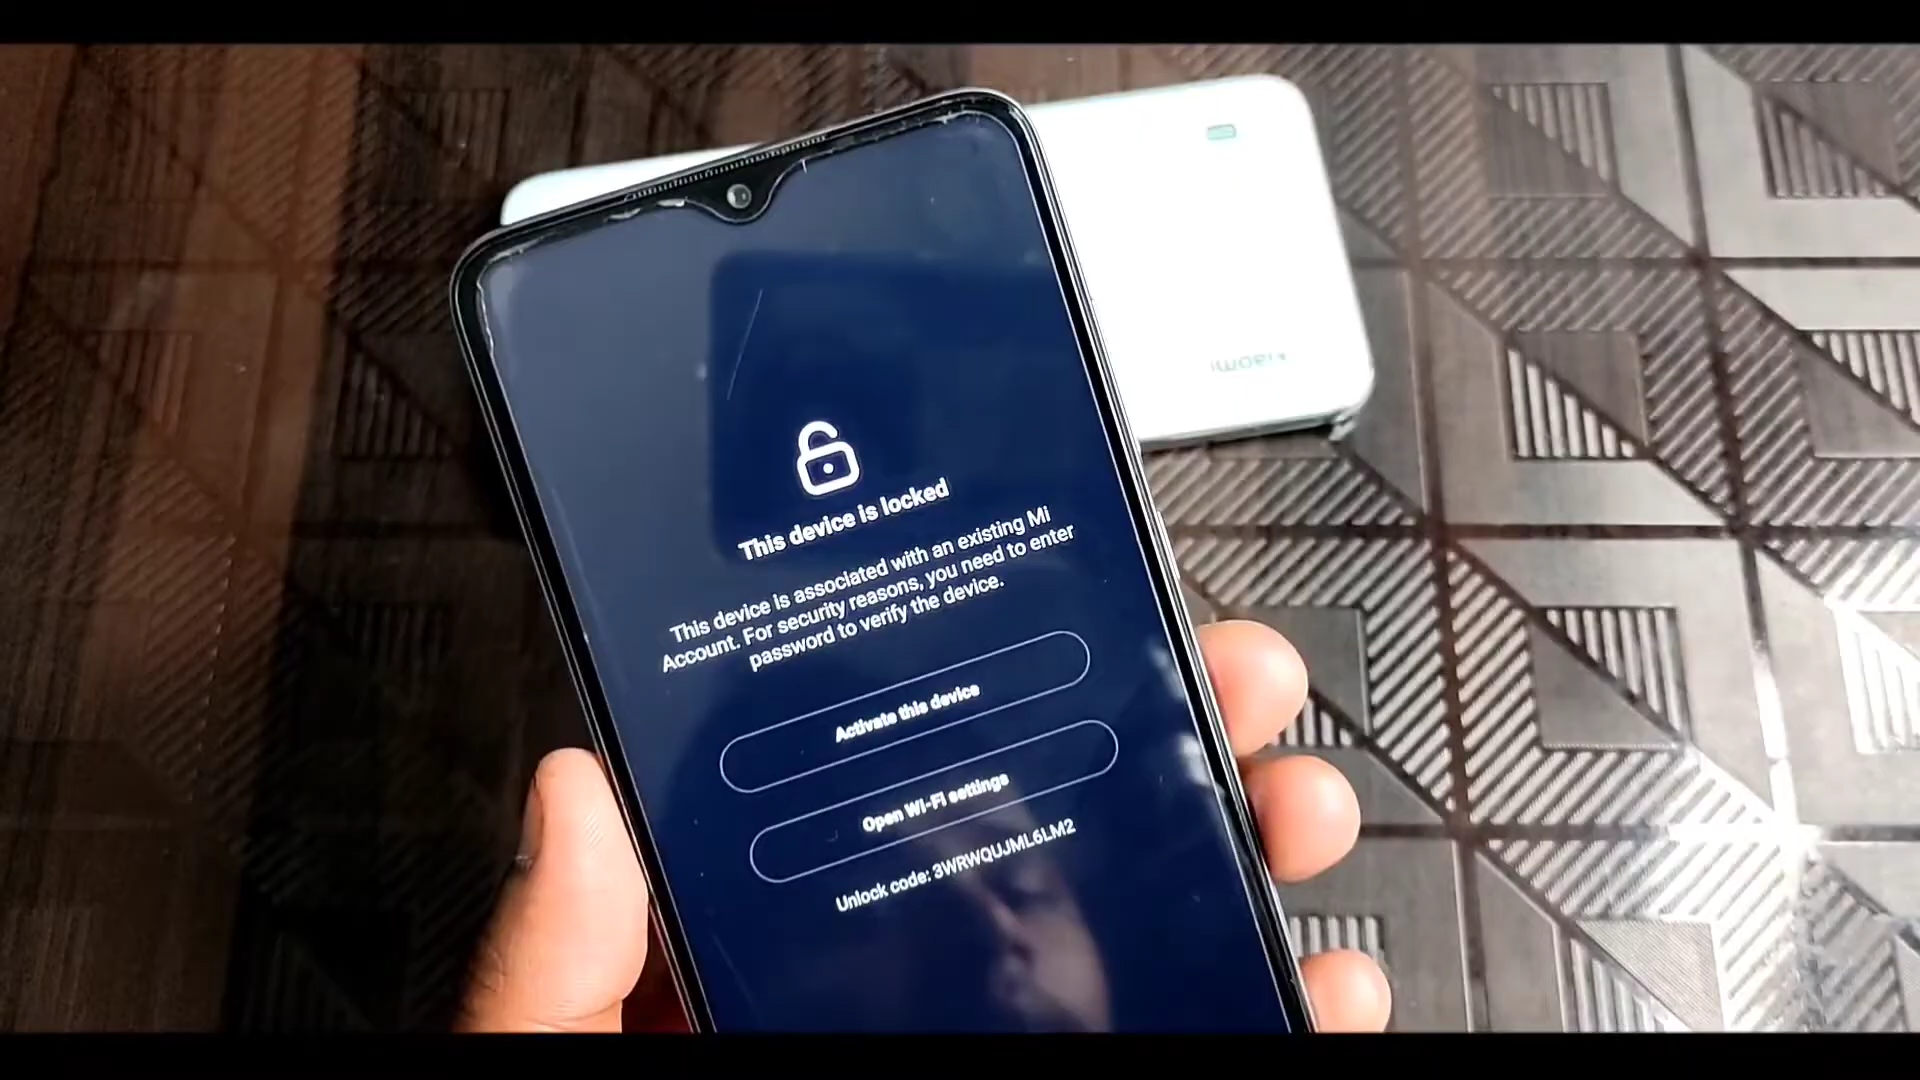 xiaomi
This device is locked
This device is associated with an existing Mi
Account. For security reasons, you need to enter
password to verify the device.
Activate this device
Open Wi-Fi settings
Unlock code: 3WRWQUJML6LM2